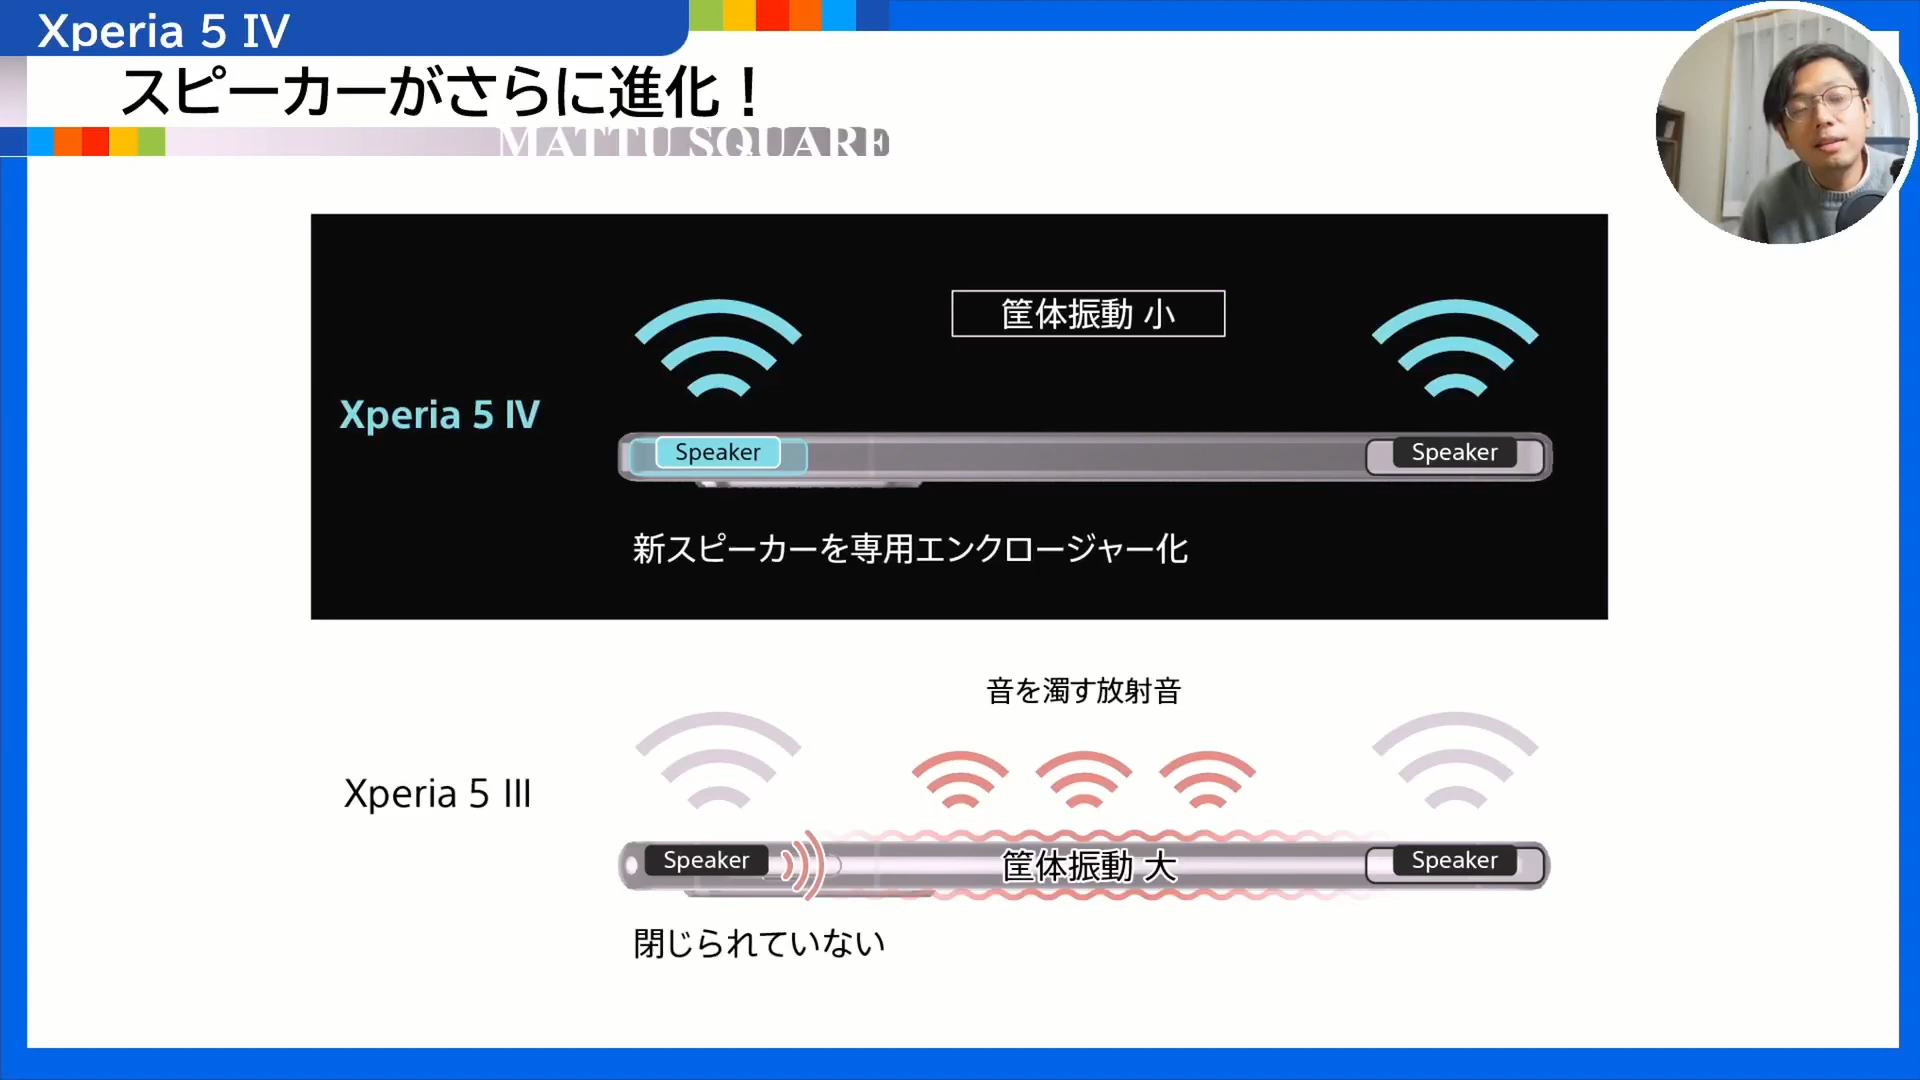 Xperia 5 IV
スピーカーがさらに進化！
MATTU SQUARE
筐体振動 小
Xperia 5 IV
Speaker
Speaker
新スピーカーを専用エンクロージャー化
音を濁す放射音
Xperia 5 III
Speaker
筐体振動 大
Speaker
閉じられていない